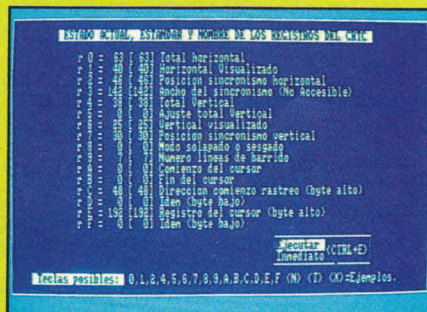 ESTADO ACTUAL, ESTANDAR Y NOMBRE DE LOS REGISTROS DEL CRTC
r 0 = 63 [ 63] Total horizontal
r 1 = 40 [ 40] Horizontal Visualizado
r 2 = 46 [ 46] Posicion sincronismo horizontal
r 3 = 142 [142] Ancho del sincronismo (No Accesible)
r 4 = 38 [ 38] Total Vertical
r 5 = 0 [ 0] Ajuste total Vertical
r 6 = 25 [ 25] Vertical visualizado
r 7 = 30 [ 30] Posicion sincronismo vertical
r 8 = 0 [ 0] Modo solapado o sesgado
r 9 = 7 [ 7] Numero lineas de barrido
r A = 0 [ 0] Comienzo del cursor
r B = 0 [ 0] Fin del cursor
r C = 48 [ 48] Direccion comienzo rastreo (byte alto)
r D = 0 [ 0] Idem (byte bajo)
r E = 192 [192] Registro del cursor (byte alto)
r F = 0 [ 0] Idem (byte bajo)
Ejecutar
Inmediato (CTRL+E)
Teclas posibles: 0,1,2,4,5,6,7,8,9,A,B,C,D,E,F (N) (T) (X)=Ejemplos.